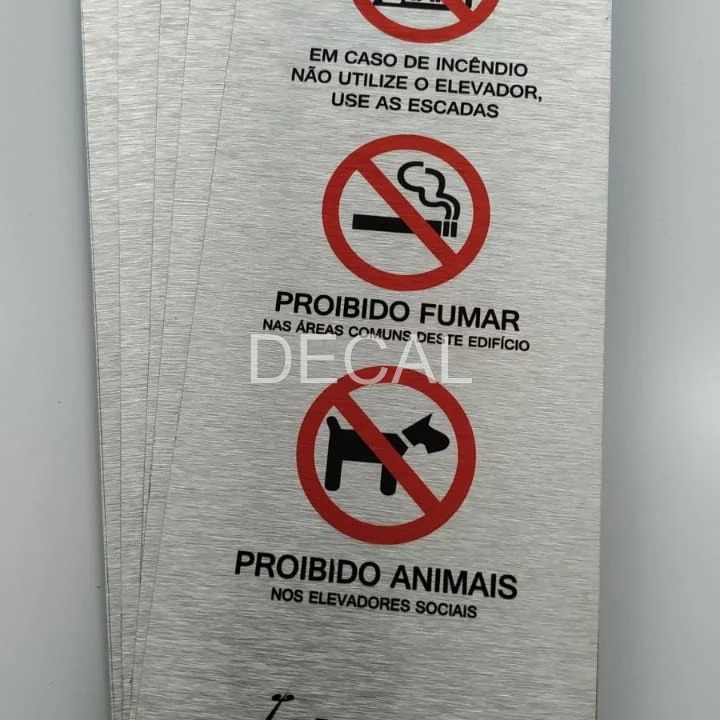 EM CASO DE INCÊNDIO
NÃO UTILIZE O ELEVADOR,
USE AS ESCADAS
PROIBIDO FUMAR
NAS ÁREAS COMUNS DESTE EDIFÍCIO
DECAL
PROIBIDO ANIMAIS
NOS ELEVADORES SOCIAIS